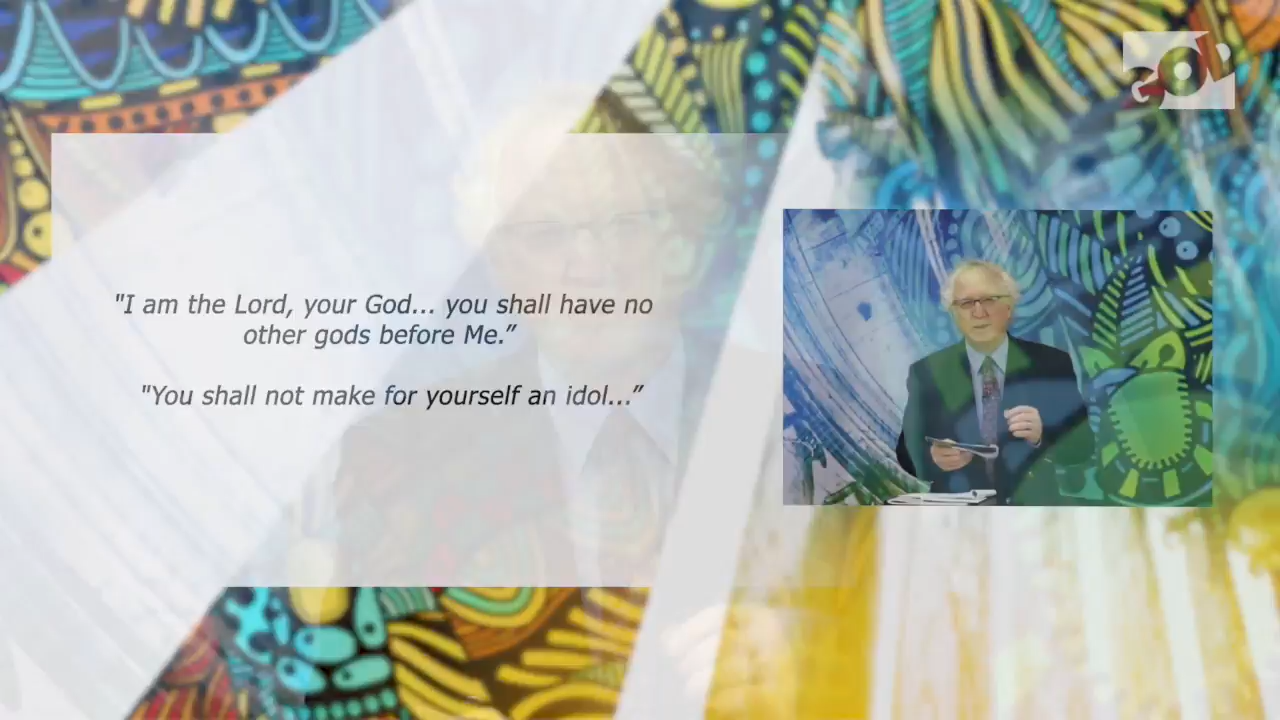 "I am the Lord, your God... you shall have no
other gods before Me.”
"You shall not make for yourself an idol...”